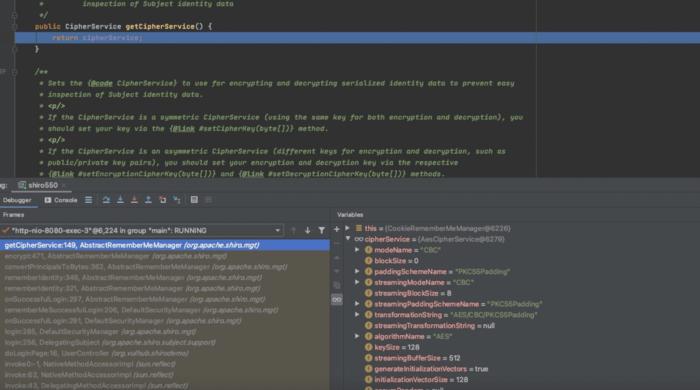 * inspection of Subject identity data
*/
public CipherService getCipherService() {
return cipherService;
}
/**
* Sets the {@code CipherService} to use for encrypting and decrypting serialized identity data to prevent easy
* inspection of Subject identity data.
* <p/>
* If the CipherService is a symmetric CipherService (using the same key for both encryption and decryption), you
* should set your key via the {@link #setCipherKey(byte[])} method.
* <p/>
* If the CipherService is an asymmetric CipherService (different keys for encryption and decryption, such as
* public/private key pairs), you should set your encryption and decryption key via the respective
* {@link #setEncryptionCipherKey(byte[])} and {@link #setDecryptionCipherKey(byte[])} methods.
shiro550
Debugger Console
Frames
"http-nio-8080-exec-3"@6,224 in group "main": RUNNING
getCipherService:149, AbstractRememberMeManager (org.apache.shiro.mgt)
encrypt:471, AbstractRememberMeManager (org.apache.shiro.mgt)
convertPrincipalsToBytes:363, AbstractRememberMeManager (org.apache.shiro.mgt)
rememberIdentity:346, AbstractRememberMeManager (org.apache.shiro.mgt)
rememberIdentity:321, AbstractRememberMeManager (org.apache.shiro.mgt)
onSuccessfulLogin:297, AbstractRememberMeManager (org.apache.shiro.mgt)
rememberMeSuccessfulLogin:206, DefaultSecurityManager (org.apache.shiro.mgt)
onSuccessfulLogin:291, DefaultSecurityManager (org.apache.shiro.mgt)
login:285, DefaultSecurityManager (org.apache.shiro.mgt)
login:256, DelegatingSubject (org.apache.shiro.subject.support)
doLoginPage:16, UserController (org.vulhub.shirodemo)
invoke0:-1, NativeMethodAccessorImpl (sun.reflect)
invoke:62, NativeMethodAccessorImpl (sun.reflect)
invoke:43, DelegatingMethodAccessorImpl (sun.reflect)
Variables
this = {CookieRememberMeManager@6226}
cipherService = {AesCipherService@6279}
modeName = "CBC"
blockSize = 0
paddingSchemeName = "PKCS5Padding"
streamingModeName = "CBC"
streamingBlockSize = 8
streamingPaddingSchemeName = "PKCS5Padding"
transformationString = "AES/CBC/PKCS5Padding"
streamingTransformationString = null
algorithmName = "AES"
keySize = 128
streamingBufferSize = 512
generateInitializationVectors = true
initializationVectorSize = 128